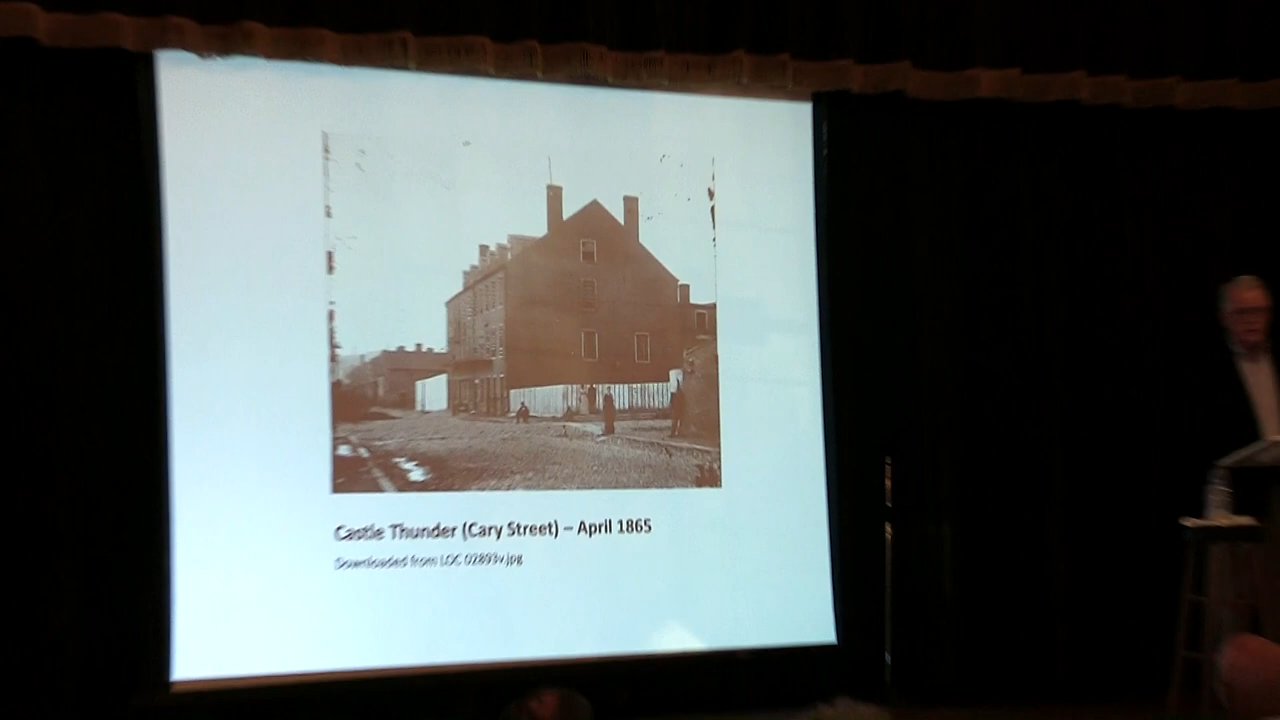 Castle Thunder (Cary Street) – April 1865
Downloaded from LOC 02893v.jpg